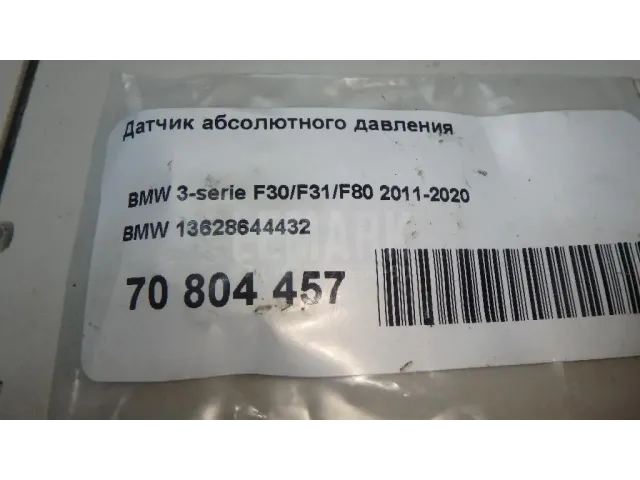 Датчик абсолютного давления
BMW 3-serie F30/F31/F80 2011-2020
BMW 13628644432
70 804 457